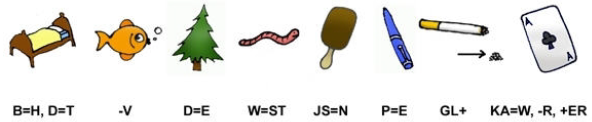 A
A
B=H, D=T
-V
D=E
W=ST
JS=N
P=E
GL+
KA=W, -R, +ER